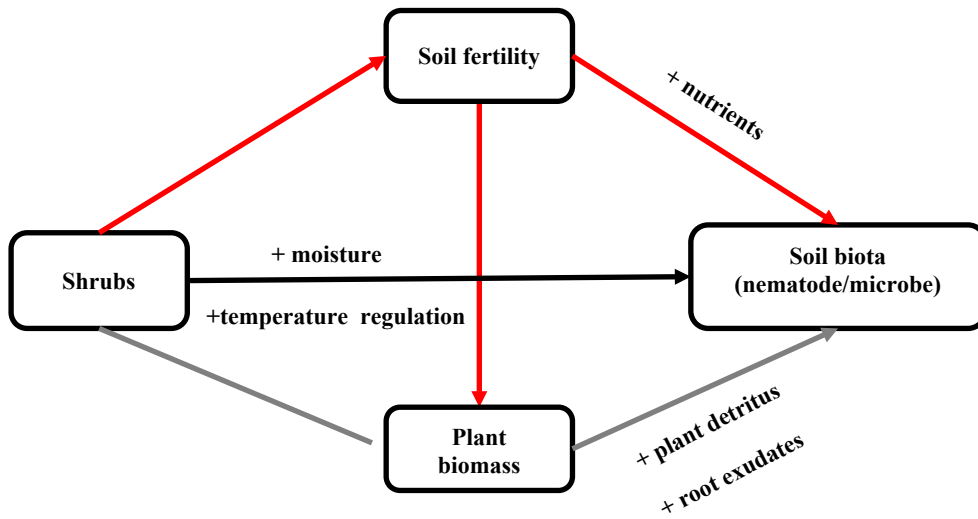 Soil fertility
+ nutrients
Shrubs
+ moisture
+temperature regulation
Soil biota
(nematode/microbe)
Plant
biomass
+ plant detritus
+ root exudates